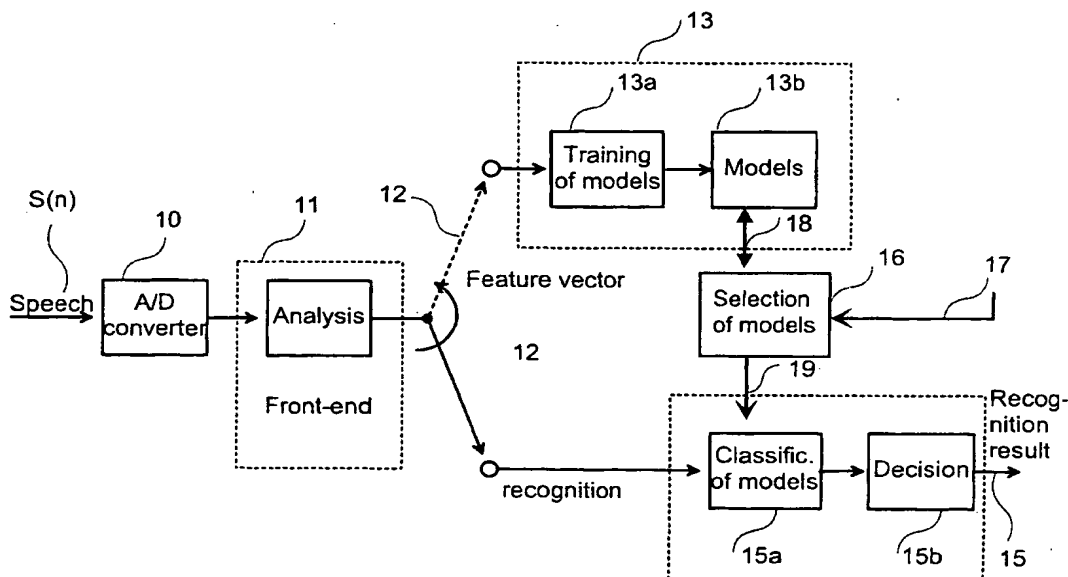 13
13a
13b
Training
of models
Models
S(n)
10
11
12
18
16
17
Speech
A/D
converter
Analysis
Feature vector
Selection
of models
12
19
Front-end
Recog-
nition
result
recognition
Classific.
of models
Decision
15a
15b
15